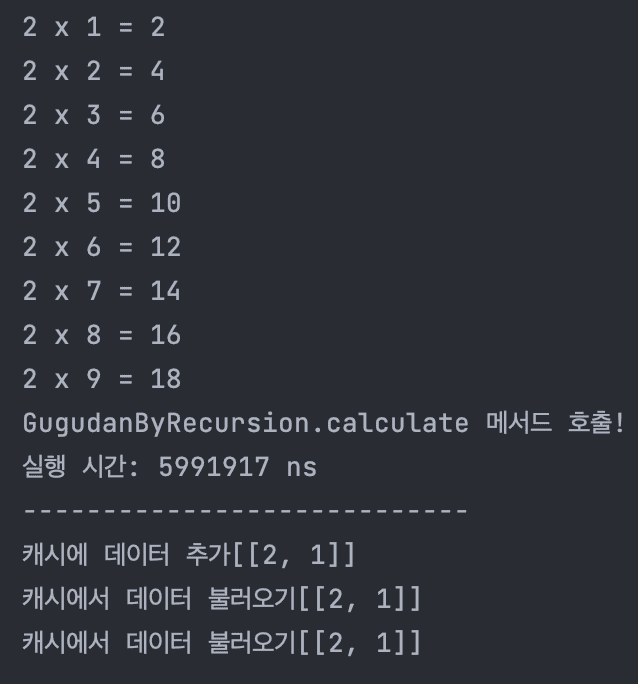 2 x 1 = 2
2 x 2 = 4
2 x 3 = 6
2 x 4 = 8
2 x 5 = 10
2 x 6 = 12
2 x 7 = 14
2 x 8 = 16
2 x 9 = 18
GugudanByRecursion.calculate 메서드 호출!
실행 시간: 5991917 ns
----------------------------
캐시에 데이터 추가[[2, 1]]
캐시에서 데이터 불러오기[[2, 1]]
캐시에서 데이터 불러오기[[2, 1]]